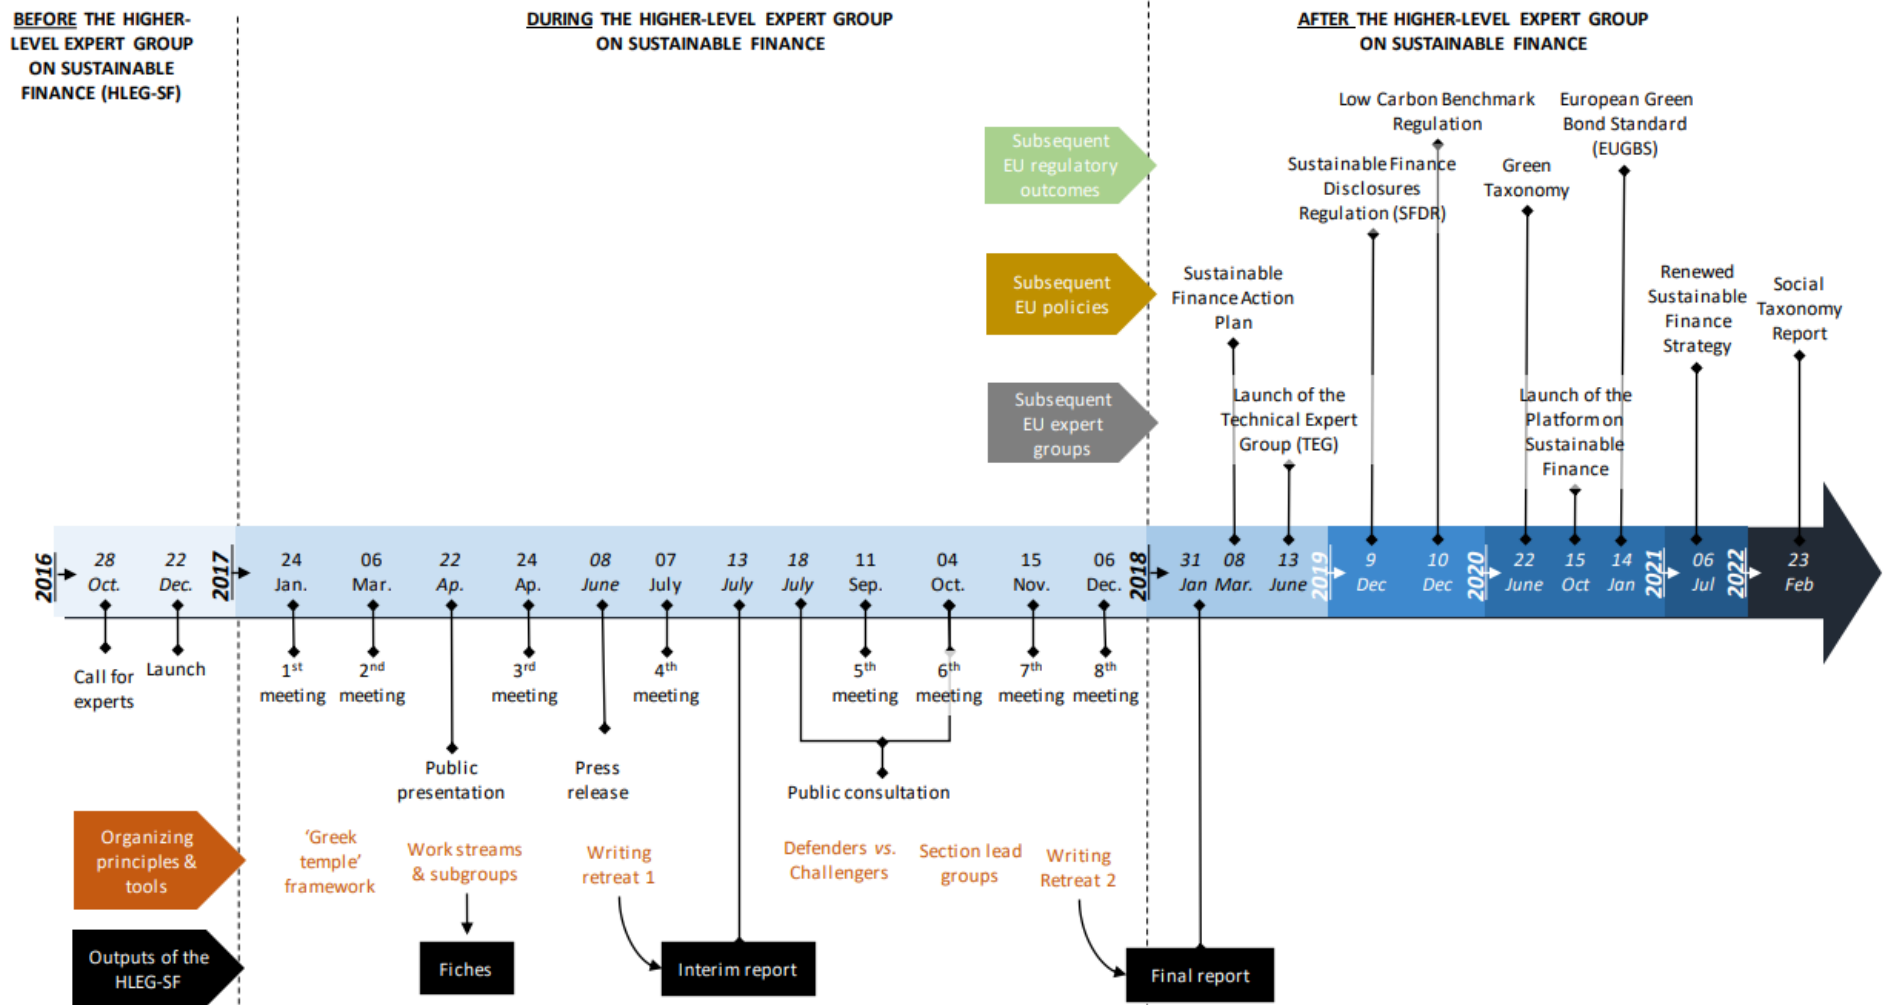 BEFORE THE HIGHER-
LEVEL EXPERT GROUP
ON SUSTAINABLE
FINANCE (HLEG-SF)
DURING THE HIGHER-LEVEL EXPERT GROUP
ON SUSTAINABLE FINANCE
AFTER THE HIGHER-LEVEL EXPERT GROUP
ON SUSTAINABLE FINANCE
Subsequent
EU regulatory
outcomes
Low Carbon Benchmark
Regulation
European Green
Bond Standard
(EUGBS)
Sustainable Finance
Disclosures
Regulation (SFDR)
Green
Taxonomy
Subsequent
EU policies
Sustainable
Finance Action
Plan
Renewed
Sustainable
Finance
Strategy
Social
Taxonomy
Report
Subsequent
EU expert
groups
Launch of the
Technical Expert
Group (TEG)
Launch of the
Platform on
Sustainable
Finance
2016
28
Oct.
22
Dec.
2017
24
Jan.
06
Mar.
22
Ap.
24
Ap.
08
June
07
July
13
July
18
July
11
Sep.
04
Oct.
15
Nov.
06
Dec.
2018
31
Jan
08
Mar.
13
June
2019
9
Dec
10
Dec
2020
22
June
15
Oct
14
Jan
2021
06
Jul
2022
23
Feb
Call for
experts
Launch
1st
meeting
2nd
meeting
3rd
meeting
4th
meeting
5th
meeting
6th
meeting
7th
meeting
8th
meeting
Public
presentation
Press
release
Public consultation
Organizing
principles &
tools
‘Greek
temple’
framework
Work streams
& subgroups
Writing
retreat 1
Defenders vs.
Challengers
Section lead
groups
Writing
Retreat 2
Outputs of the
HLEG-SF
Fiches
Interim report
Final report